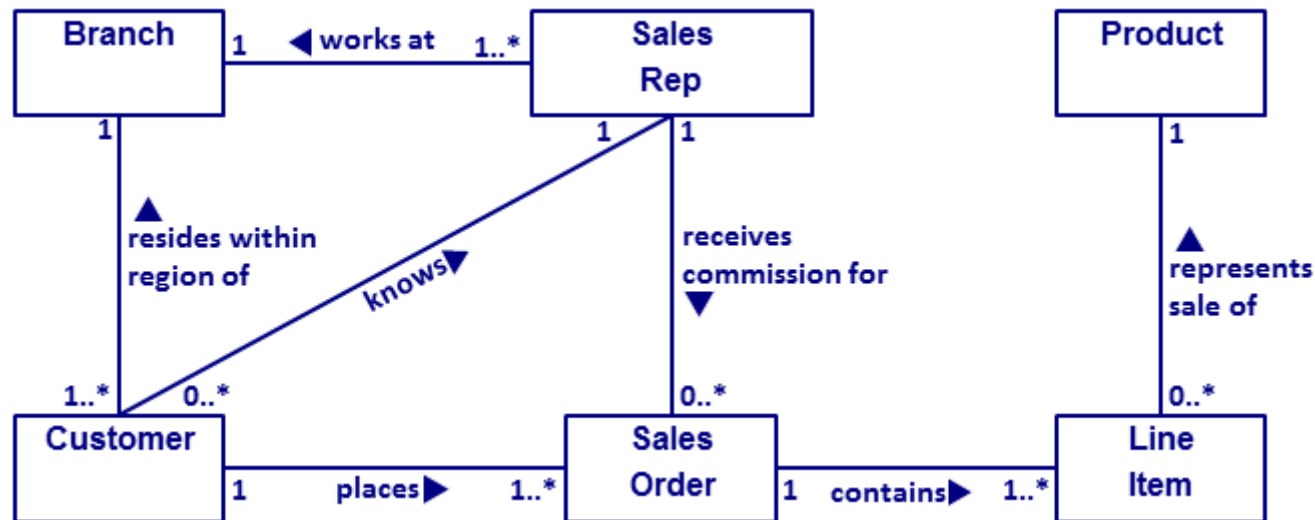 Branch
1
◀ works at
1..*
Sales
Rep
Product
1
1
1
1
▲
resides within
region of
knows▶
receives
commission for
▼
▲
represents
sale of
1..*
0..*
0..*
0..*
Customer
1
places▶
1..*
Sales
Order
1
contains▶
1..*
Line
Item